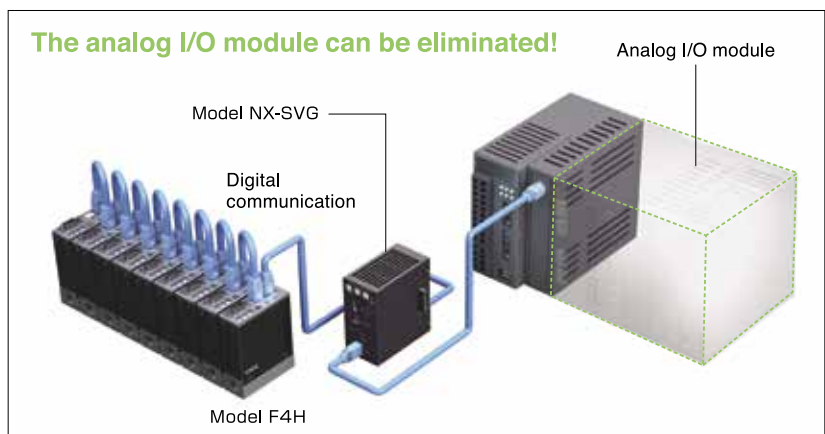 The analog I/O module can be eliminated!
Analog I/O module
Model NX-SVG
Digital
communication
Model F4H